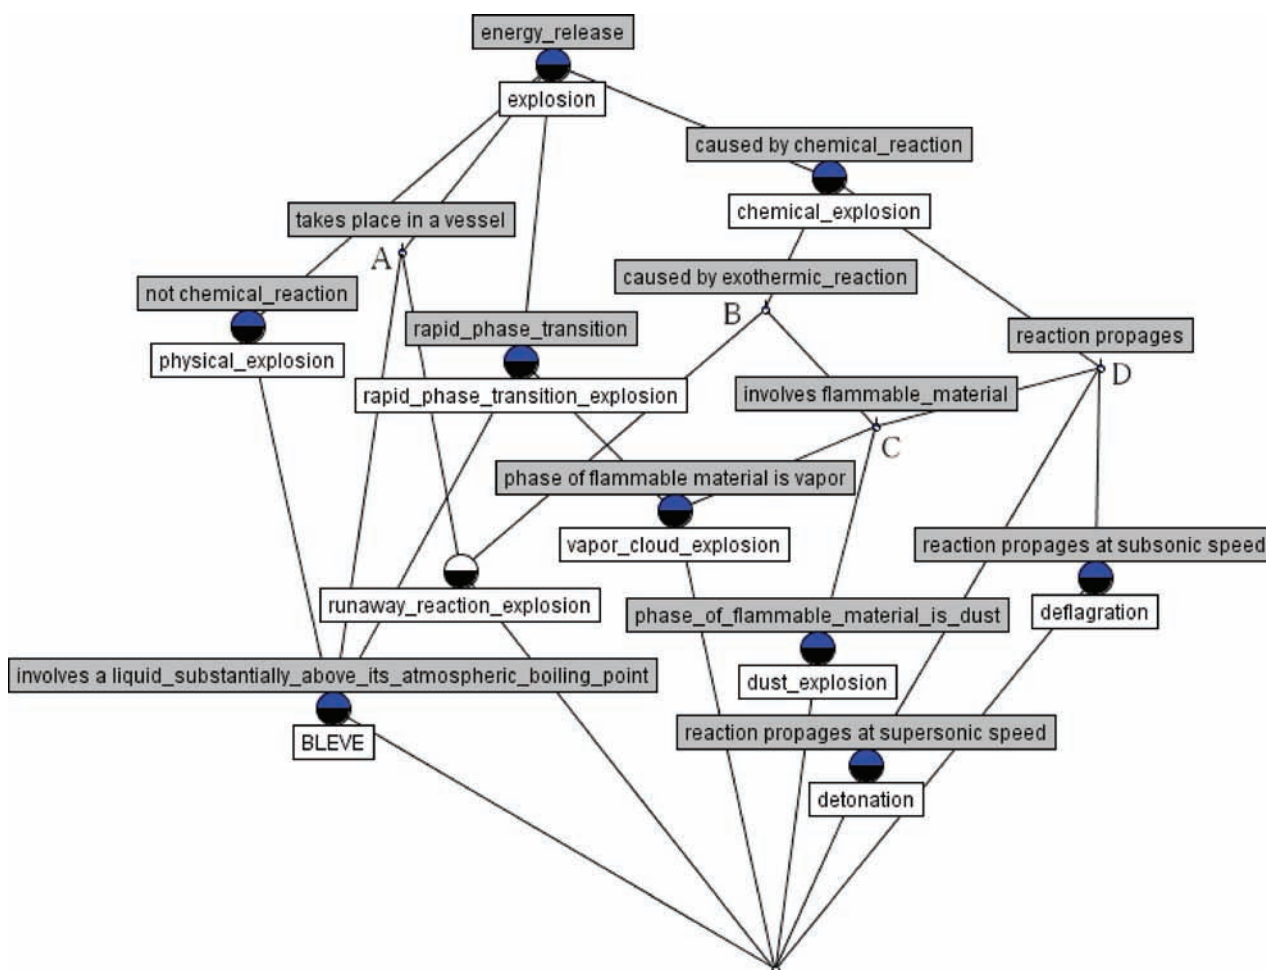 energy_release
explosion
caused by chemical_reaction
chemical_explosion
takes place in a vessel
A
caused by exothermic_reaction
not chemical_reaction
B
rapid_phase_transition
reaction propages
physical_explosion
D
rapid_phase_transition_explosion
involves flammable_material
C
phase of flammable material is vapor
vapor_cloud_explosion
reaction propages at subsonic speed
runaway_reaction_explosion
phase_of_flammable_material_is_dust
deflagration
involves a liquid_substantially_above_its_atmospheric_boiling_point
dust_explosion
reaction propages at supersonic speed
BLEVE
detonation